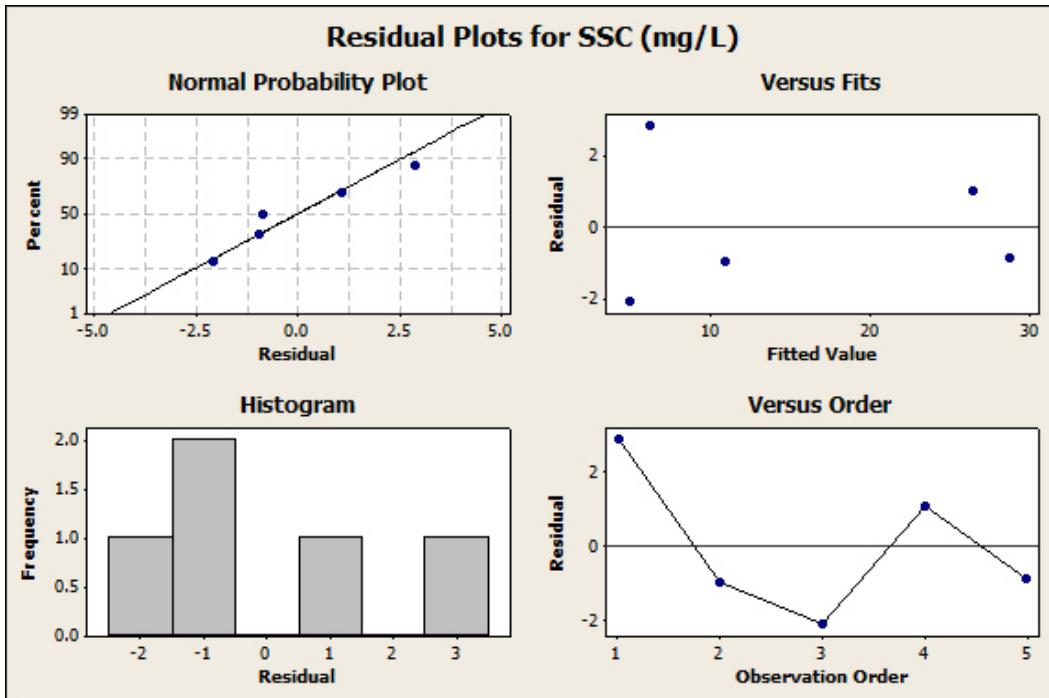 Residual Plots for SSC (mg/L)
Normal Probability Plot
99
90
50
10
1
Percent
-5.0 -2.5 0.0 2.5 5.0
Residual
Versus Fits
2
0
-2
Residual
10 20 30
Fitted Value
Histogram
2.0
1.5
1.0
0.5
0.0
Frequency
-2 -1 0 1 2 3
Residual
Versus Order
2
0
-2
Residual
1 2 3 4 5
Observation Order